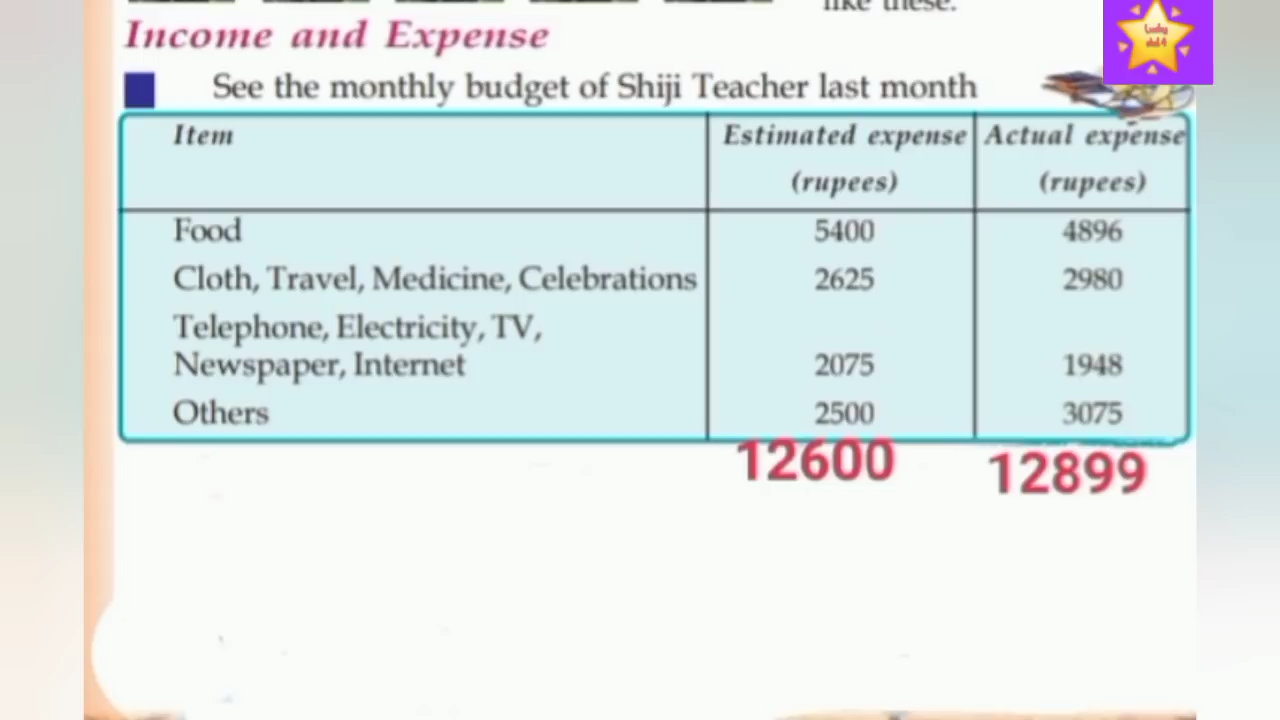 like these.
Income and Expense
See the monthly budget of Shiji Teacher last month
Item Estimated expense Actual expense
(rupees) (rupees)
Food 5400 4896
Cloth, Travel, Medicine, Celebrations 2625 2980
Telephone, Electricity, TV,
Newspaper, Internet 2075 1948
Others 2500 3075
12600 12899